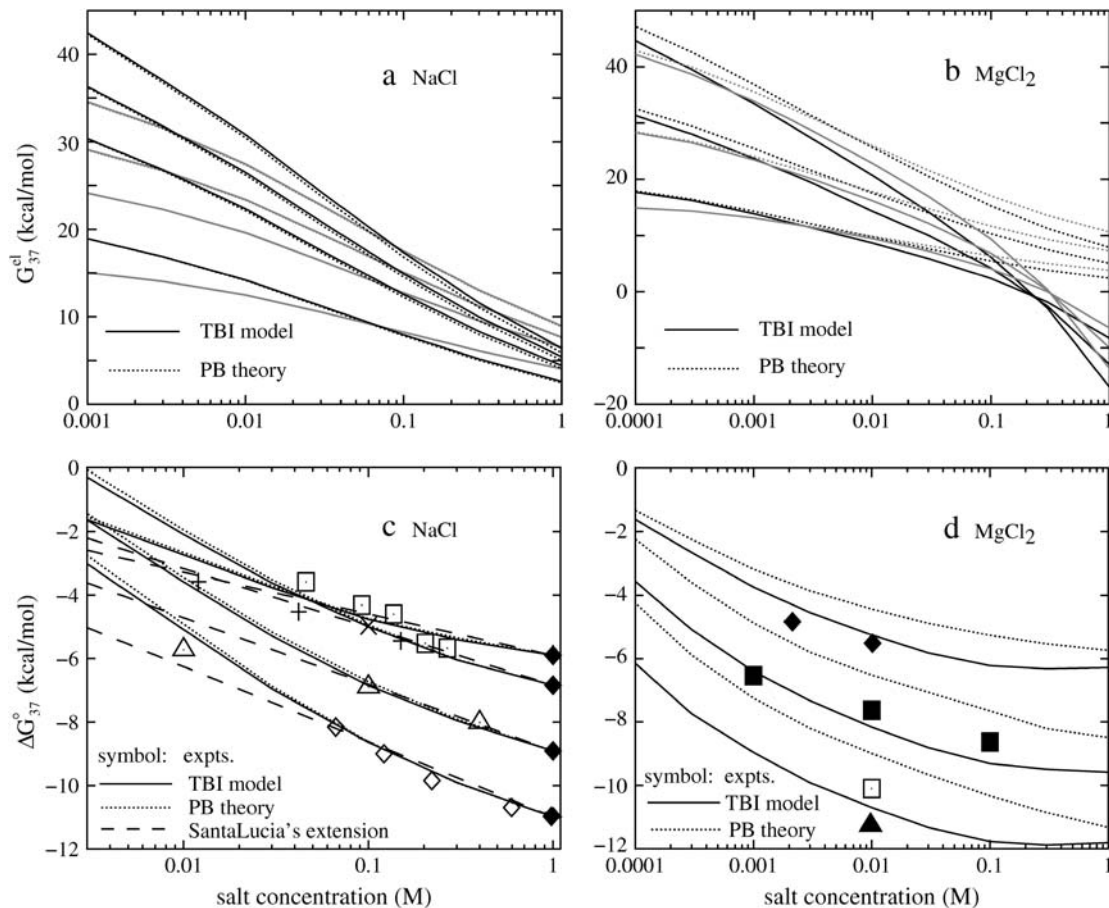 a NaCl
b MgCl2
40
30
20
10
0
G^el_37 (kcal/mol)
TBI model
PB theory
0.001
0.01
0.1
1
40
20
0
−20
TBI model
PB theory
0.0001
0.001
0.01
0.1
1
c NaCl
d MgCl2
0
−2
−4
−6
−8
−10
−12
ΔG°_37 (kcal/mol)
symbol: expts.
TBI model
PB theory
SantaLucia's extension
0.01
0.1
1
salt concentration (M)
0
−2
−4
−6
−8
−10
−12
symbol: expts.
TBI model
PB theory
0.0001
0.001
0.01
0.1
1
salt concentration (M)